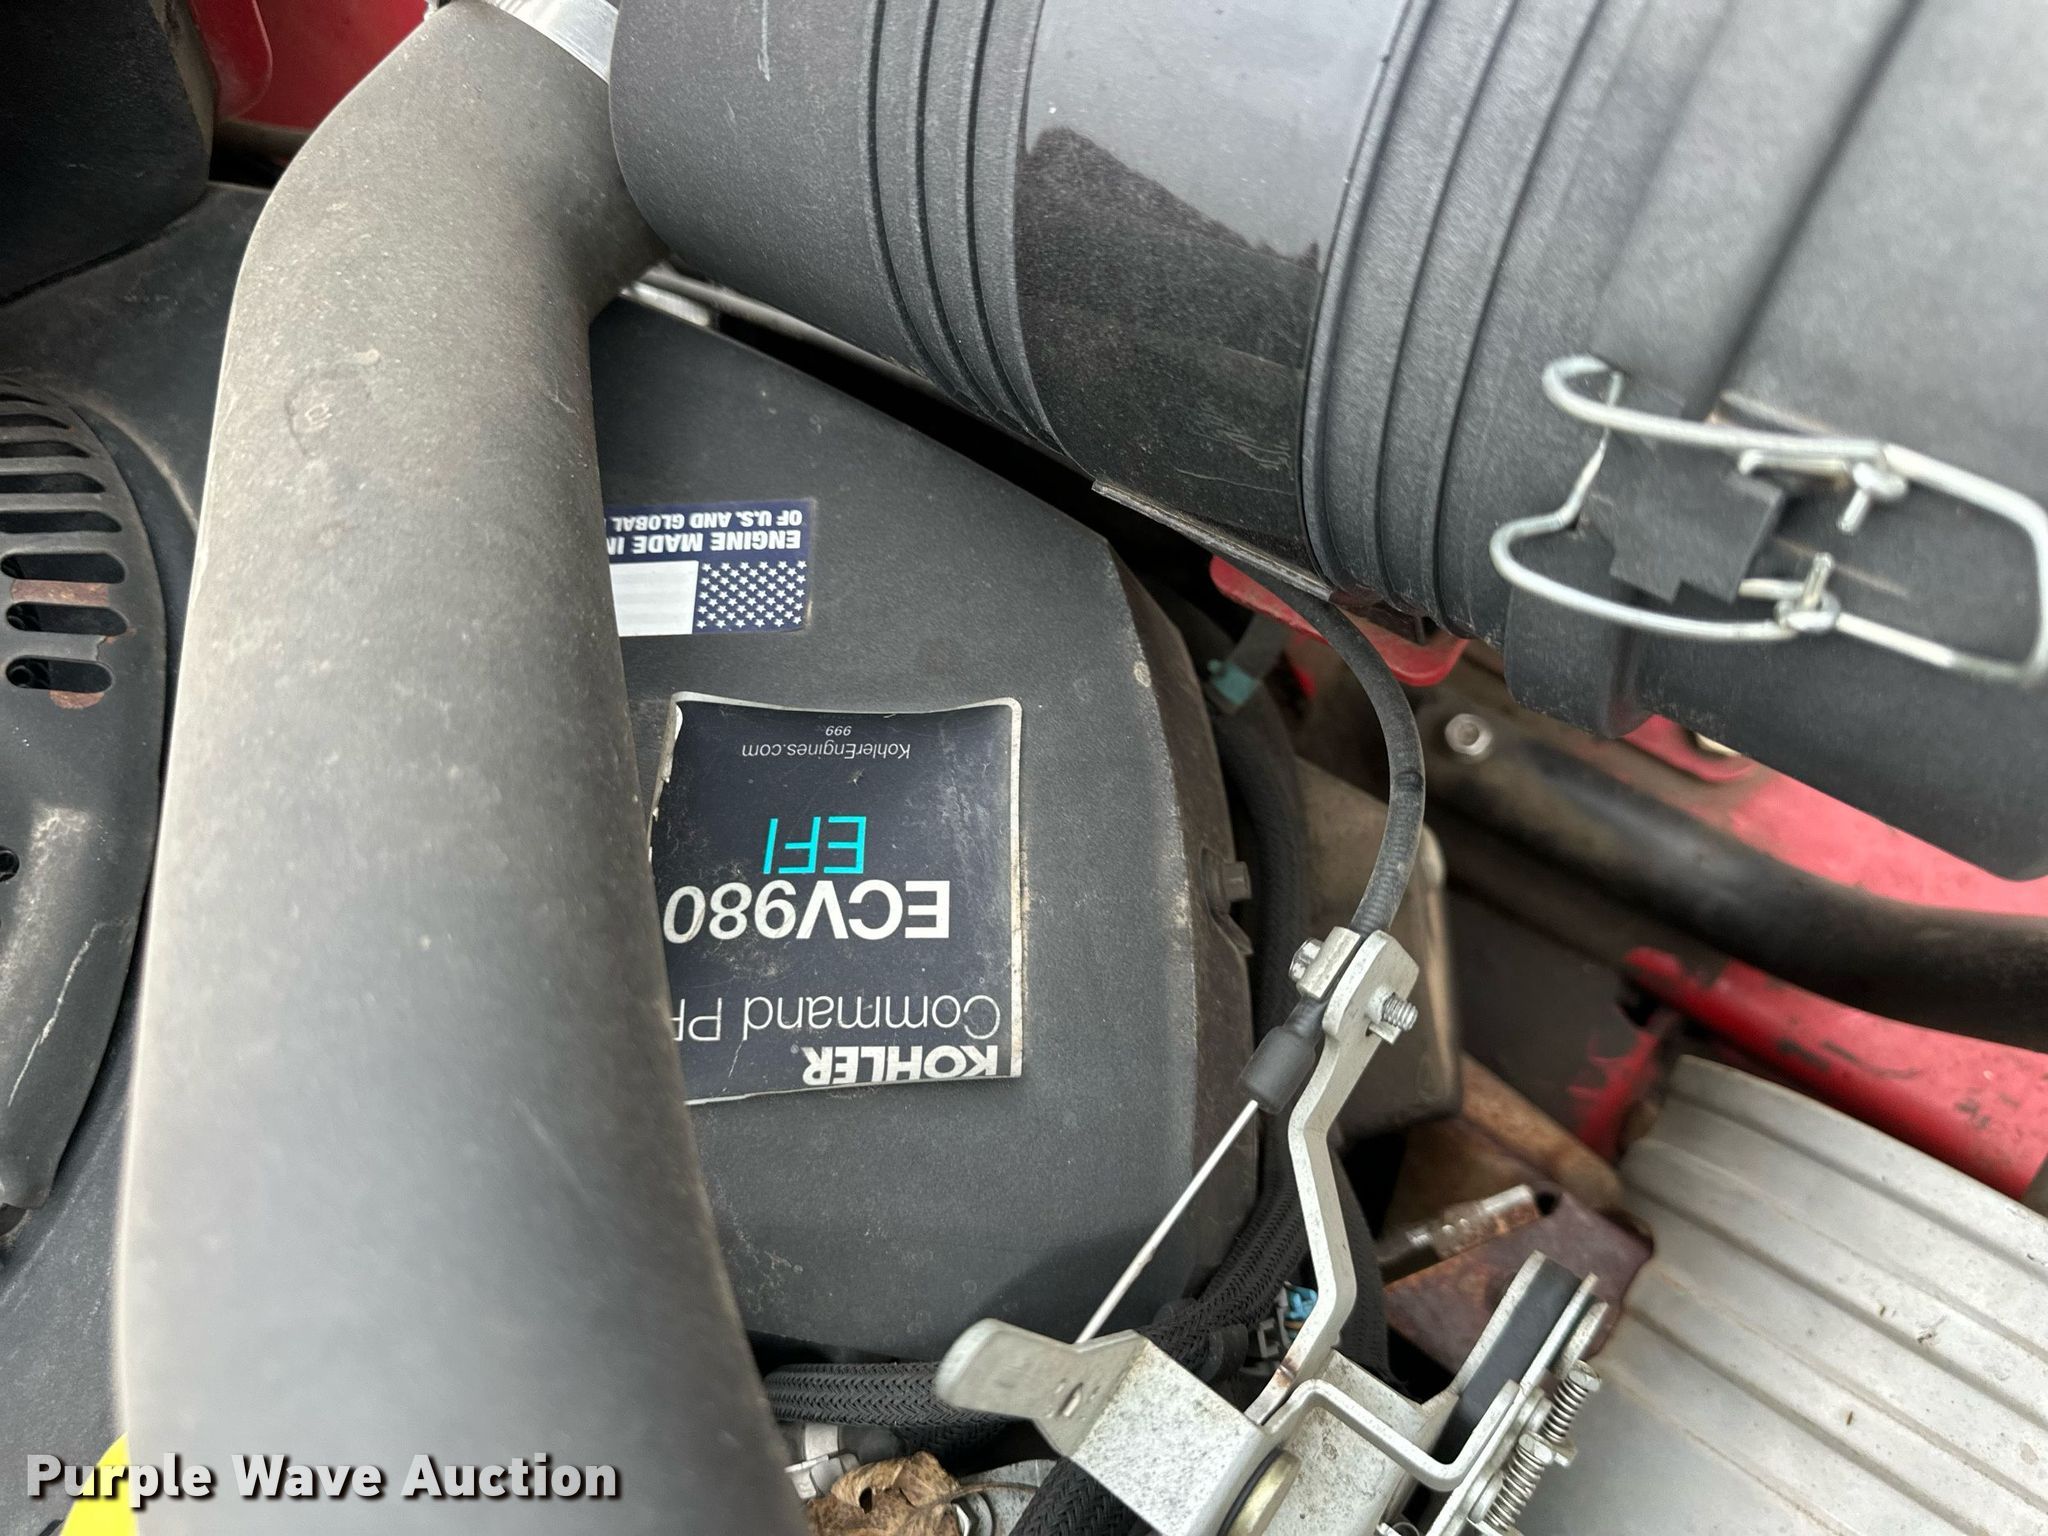 KOHLER
Command PR
ECV980
EFI
KohlerEngines.com
999
ENGINE MADE IN
OF U.S. AND GLOBAL
Purple Wave Auction